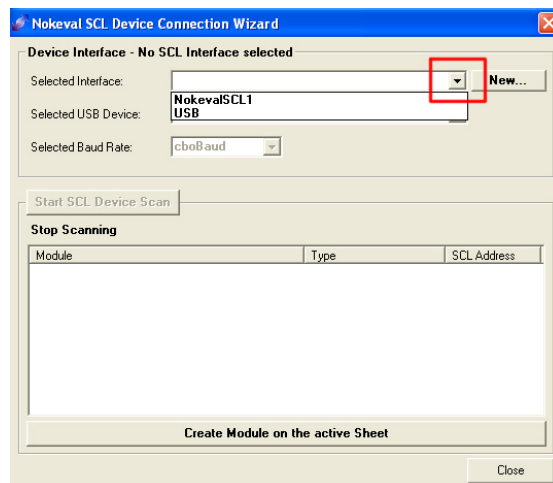 Nokeval SCL Device Connection Wizard
Device Interface - No SCL Interface selected
Selected Interface:
New...
NokevalSCL1
USB
Selected USB Device:
Selected Baud Rate:
cboBaud
Start SCL Device Scan
Stop Scanning
Module Type SCL Address
Create Module on the active Sheet
Close